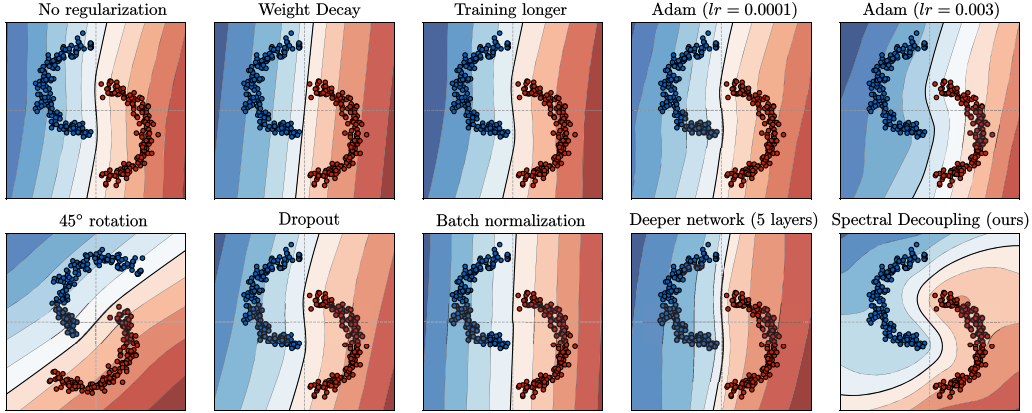 No regularization
Weight Decay
Training longer
Adam (lr = 0.0001)
Adam (lr = 0.003)
45° rotation
Dropout
Batch normalization
Deeper network (5 layers)
Spectral Decoupling (ours)